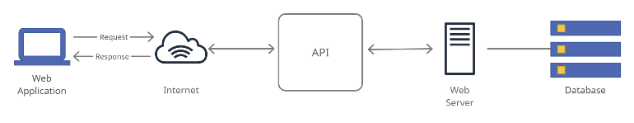 Request
Response
API
Web
Application
Internet
Web
Server
Database